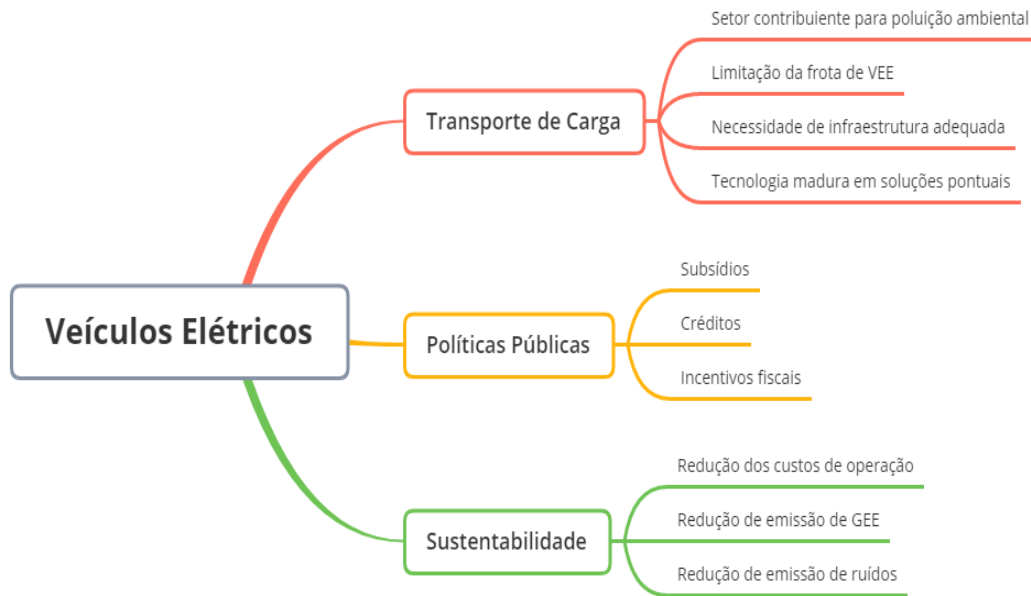 Veículos Elétricos
Transporte de Carga
Setor contribuiente para poluição ambiental
Limitação da frota de VEE
Necessidade de infraestrutura adequada
Tecnologia madura em soluções pontuais
Políticas Públicas
Subsídios
Créditos
Incentivos fiscais
Sustentabilidade
Redução dos custos de operação
Redução de emissão de GEE
Redução de emissão de ruídos